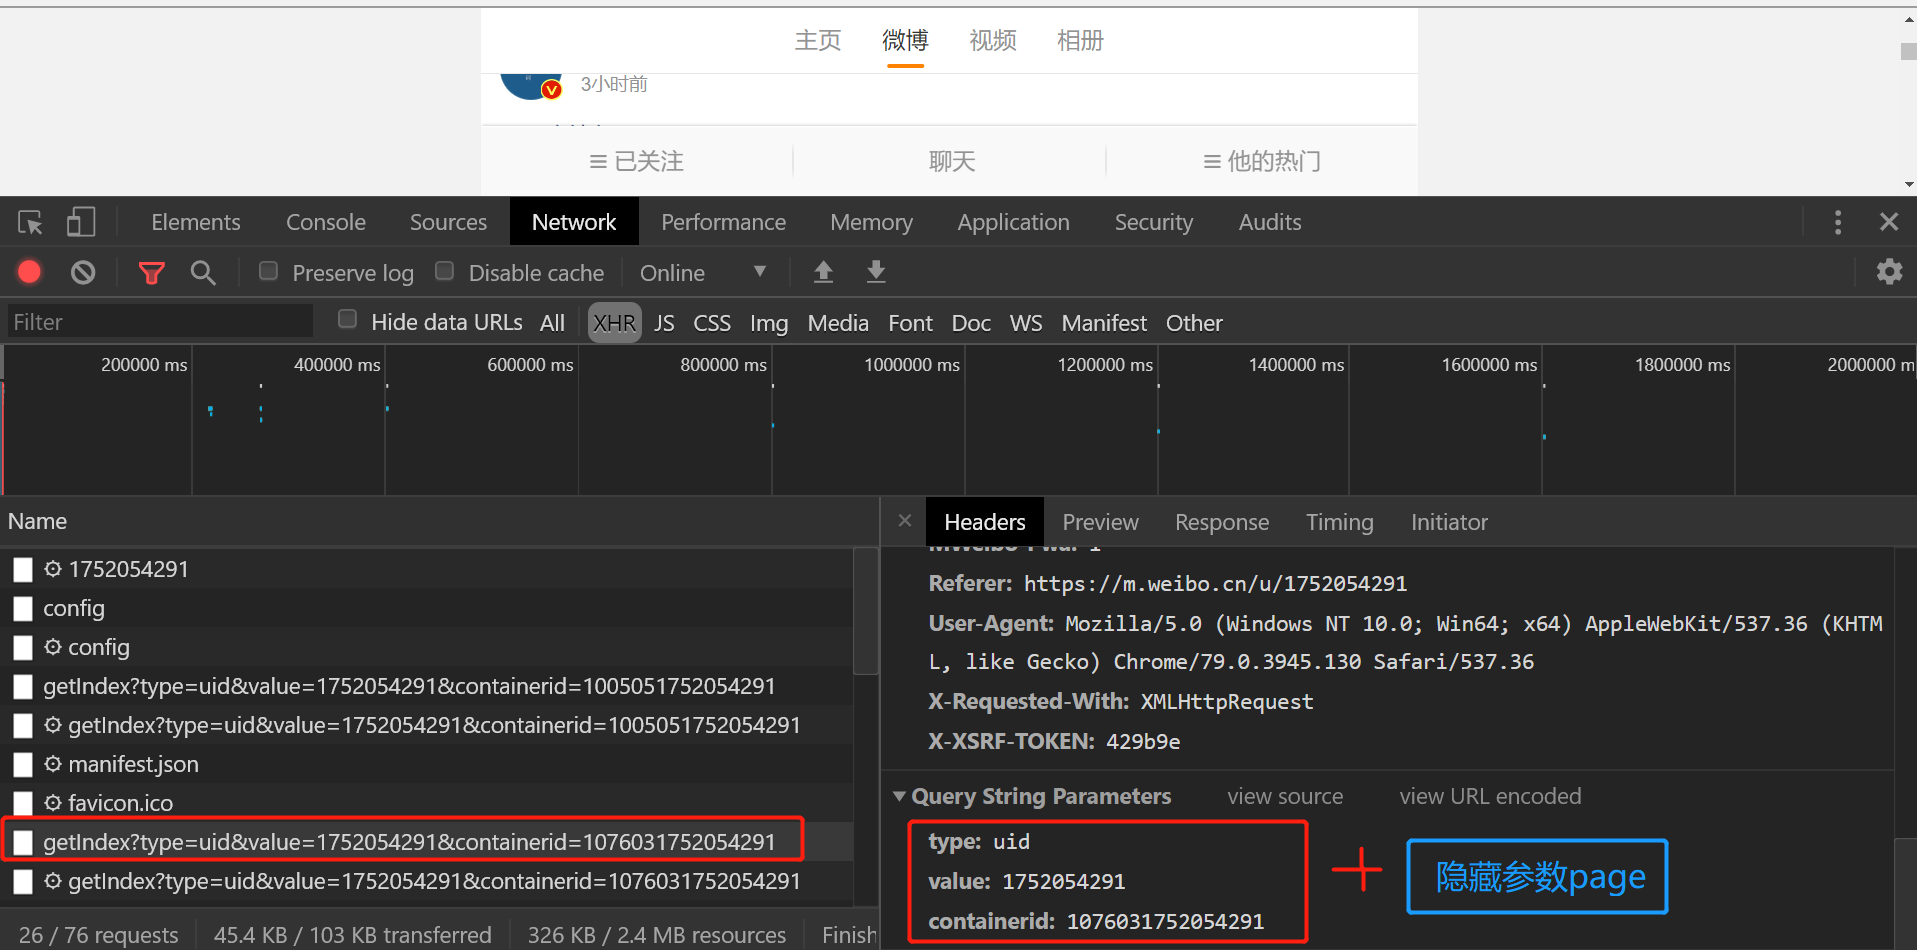 主页 微博 视频 相册
3小时前
已关注 聊天 他的热门
Elements Console Sources Network Performance Memory Application Security Audits
Preserve log Disable cache Online
Filter Hide data URLs All XHR JS CSS Img Media Font Doc WS Manifest Other
200000 ms 400000 ms 600000 ms 800000 ms 1000000 ms 1200000 ms 1400000 ms 1600000 ms 1800000 ms 2000000 m
Name
1752054291
config
config
getIndex?type=uid&value=1752054291&containerid=1005051752054291
getIndex?type=uid&value=1752054291&containerid=1005051752054291
manifest.json
favicon.ico
getIndex?type=uid&value=1752054291&containerid=1076031752054291
getIndex?type=uid&value=1752054291&containerid=1076031752054291
26 / 76 requests 45.4 KB / 103 KB transferred 326 KB / 2.4 MB resources Finish
Headers Preview Response Timing Initiator
MWeibo-Pwa: 1
Referer: https://m.weibo.cn/u/1752054291
User-Agent: Mozilla/5.0 (Windows NT 10.0; Win64; x64) AppleWebKit/537.36 (KHTM
L, like Gecko) Chrome/79.0.3945.130 Safari/537.36
X-Requested-With: XMLHttpRequest
X-XSRF-TOKEN: 429b9e
Query String Parameters view source view URL encoded
type: uid
value: 1752054291
containerid: 1076031752054291
隐藏参数page